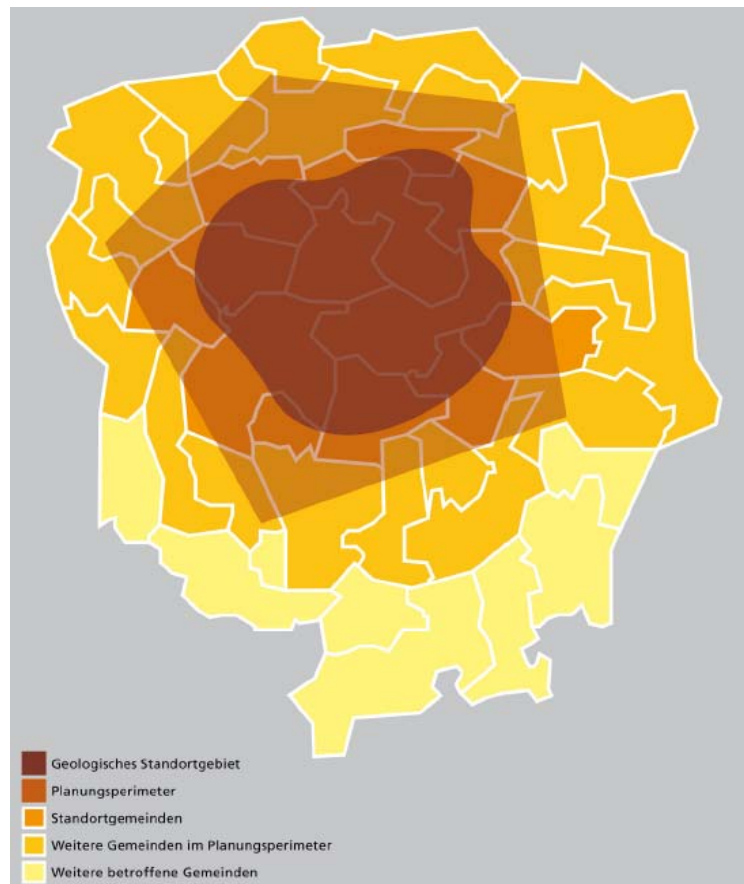 Geologisches Standortgebiet
Planungsperimeter
Standortgemeinden
Weitere Gemeinden im Planungsperimeter
Weitere betroffene Gemeinden